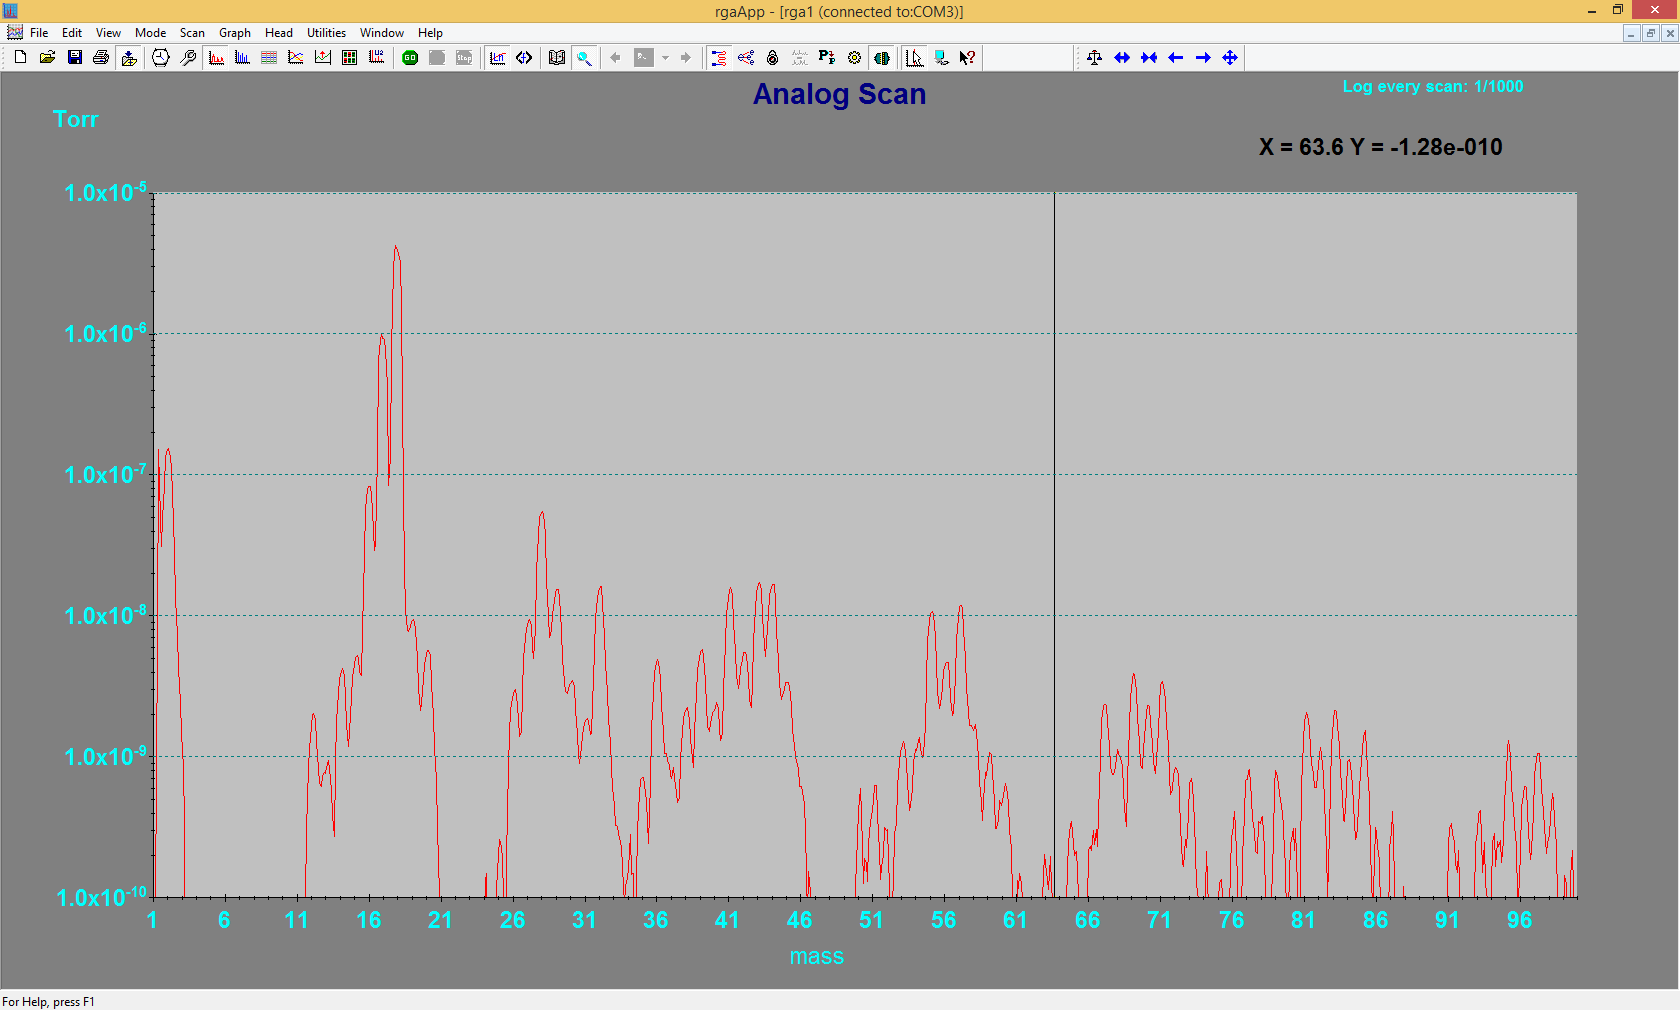 rgaApp - [rga1 (connected to:COM3)]
File Edit View Mode Scan Graph Head Utilities Window Help
GO Stop
Analog Scan
Log every scan: 1/1000
Torr
X = 63.6 Y = -1.28e-010
1.0x10-5
1.0x10-6
1.0x10-7
1.0x10-8
1.0x10-9
1.0x10-10
1 6 11 16 21 26 31 36 41 46 51 56 61 66 71 76 81 86 91 96
mass
For Help, press F1